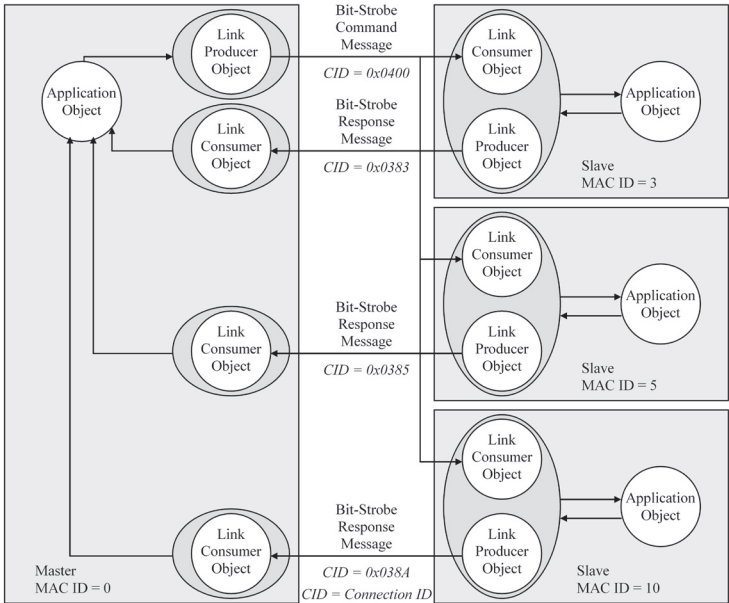 Link
Producer
Object
Bit-Strobe
Command
Message
CID = 0x0400
Link
Consumer
Object
Application
Object
Application
Object
Link
Consumer
Object
Bit-Strobe
Response
Message
CID = 0x0383
Link
Producer
Object
Slave
MAC ID = 3
Link
Consumer
Object
Link
Consumer
Object
Bit-Strobe
Response
Message
CID = 0x0385
Link
Producer
Object
Application
Object
Slave
MAC ID = 5
Link
Consumer
Object
Link
Consumer
Object
Bit-Strobe
Response
Message
CID = 0x038A
Link
Producer
Object
Application
Object
Master
MAC ID = 0
CID = Connection ID
Slave
MAC ID = 10